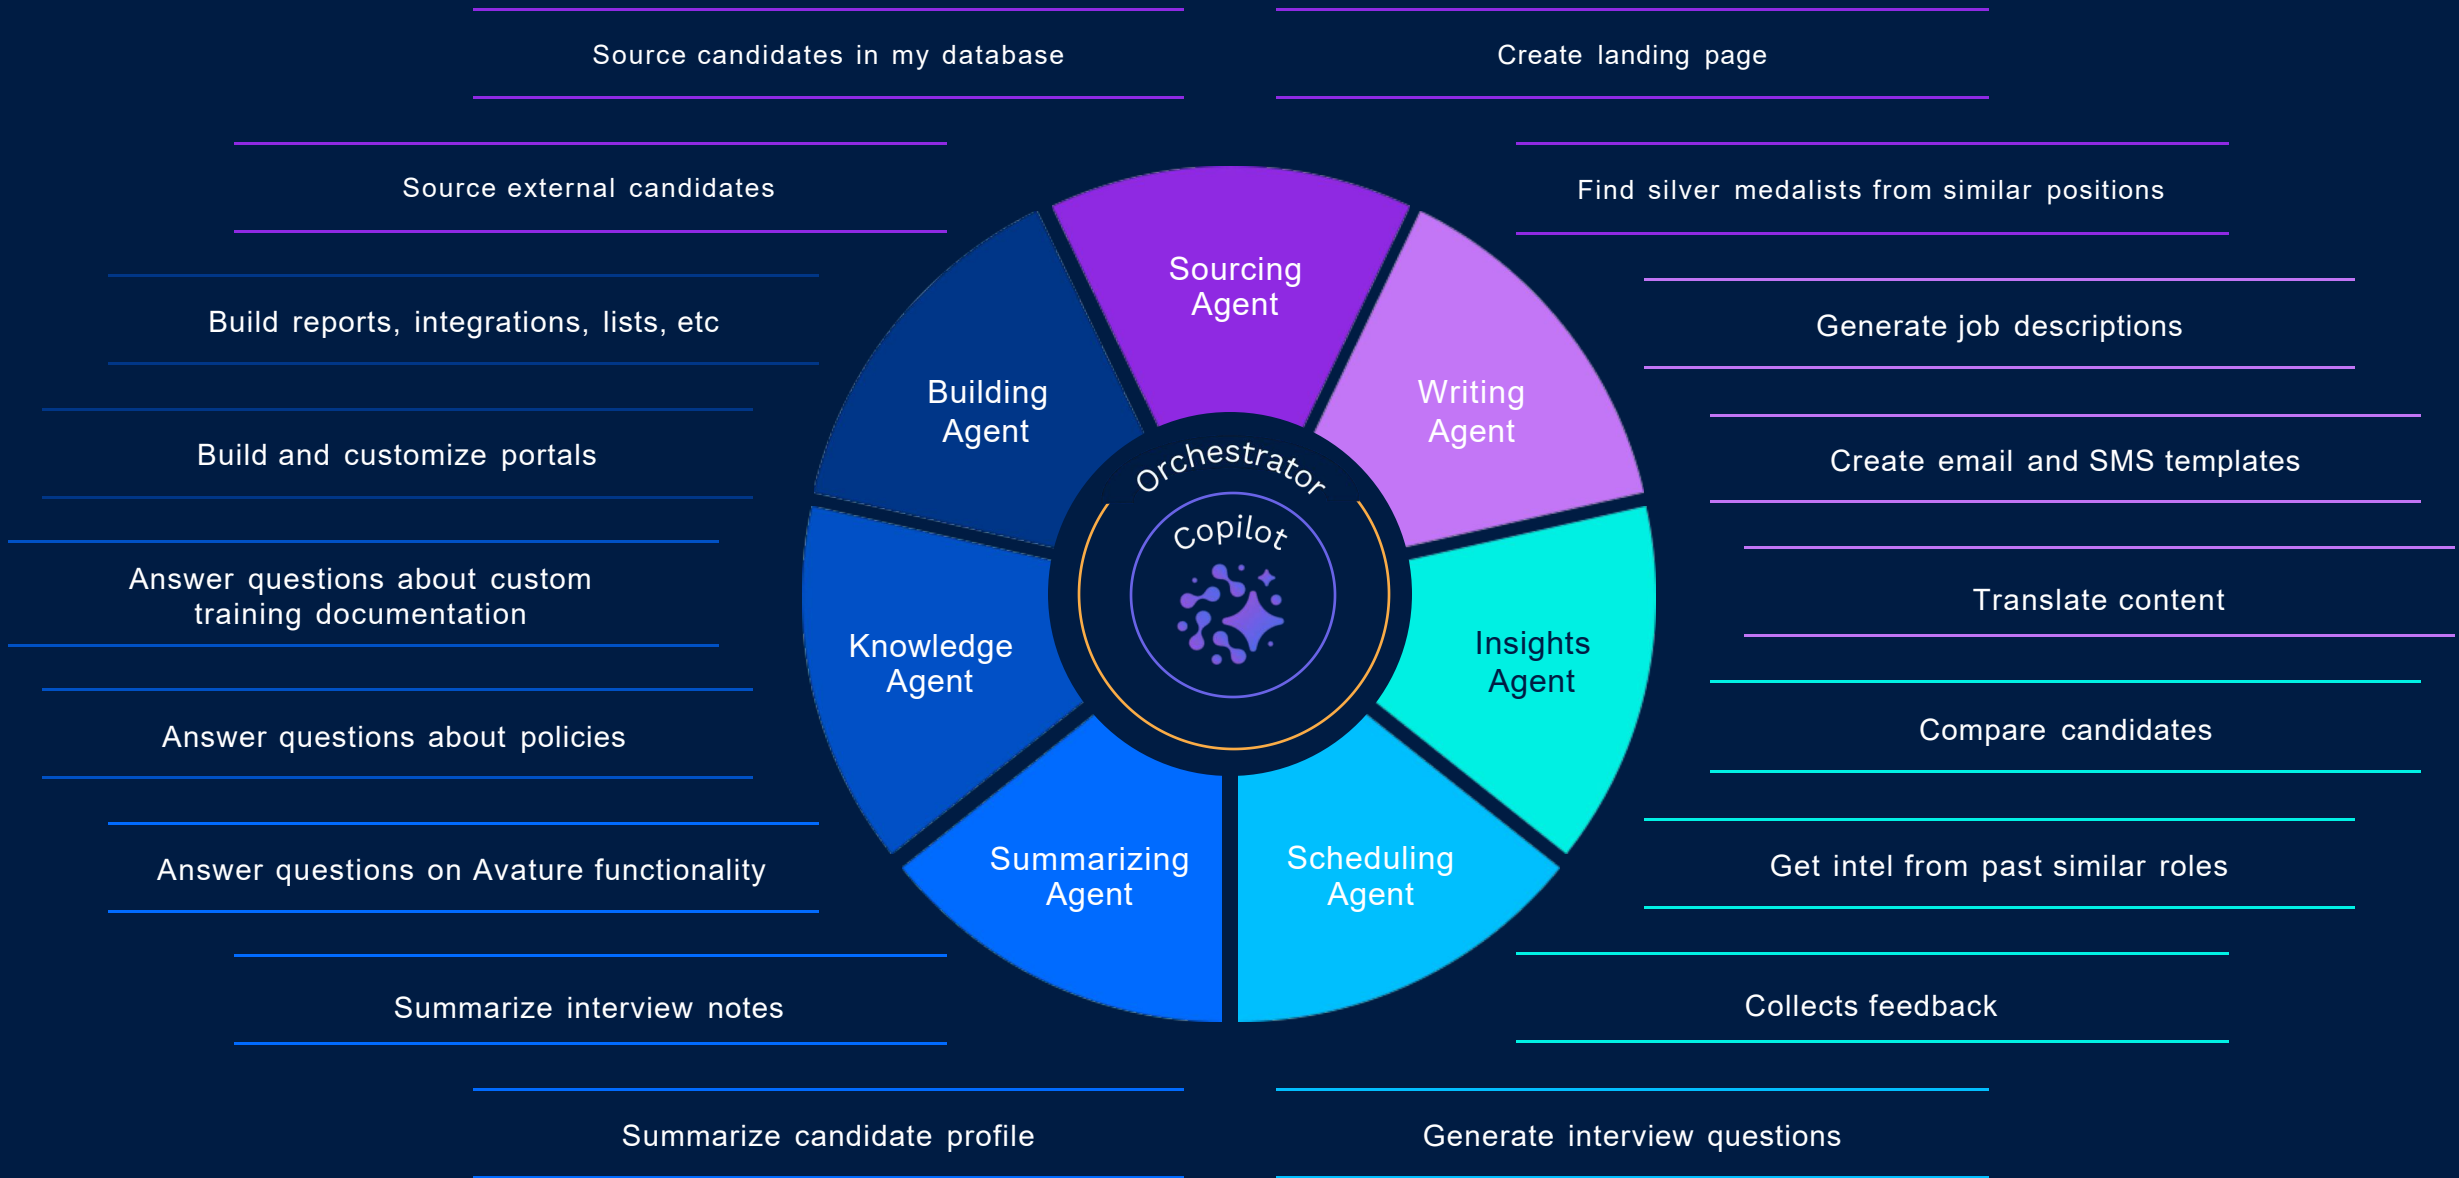 Source candidates in my database
Create landing page
Source external candidates
Find silver medalists from similar positions
Build reports, integrations, lists, etc
Generate job descriptions
Build and customize portals
Create email and SMS templates
Answer questions about custom
training documentation
Translate content
Answer questions about policies
Compare candidates
Answer questions on Avature functionality
Get intel from past similar roles
Summarize interview notes
Collects feedback
Summarize candidate profile
Generate interview questions
Sourcing
Agent
Building
Agent
Writing
Agent
Orchestrator
Copilot
Knowledge
Agent
Insights
Agent
Summarizing
Agent
Scheduling
Agent